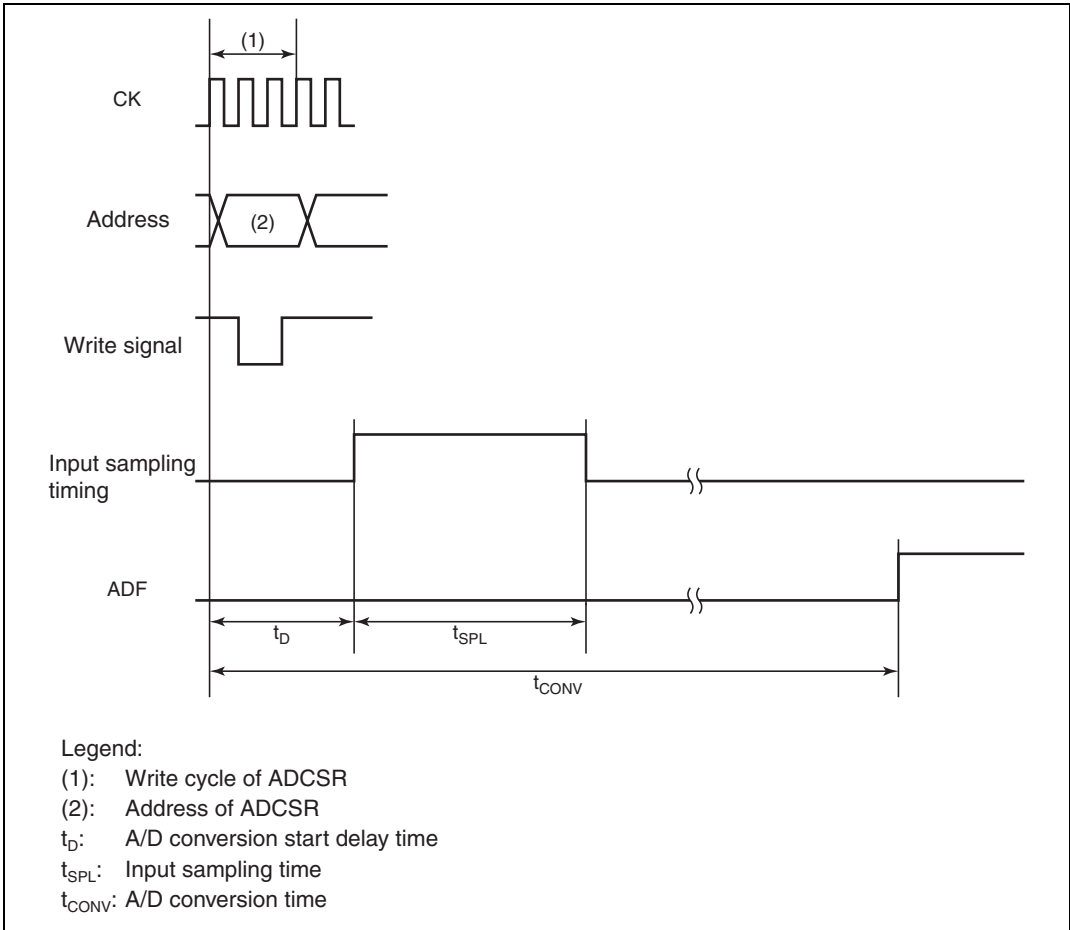 (1)
CK
Address
(2)
Write signal
Input sampling
timing
ADF
tD
tSPL
tCONV
Legend:
(1): Write cycle of ADCSR
(2): Address of ADCSR
tD: A/D conversion start delay time
tSPL: Input sampling time
tCONV: A/D conversion time